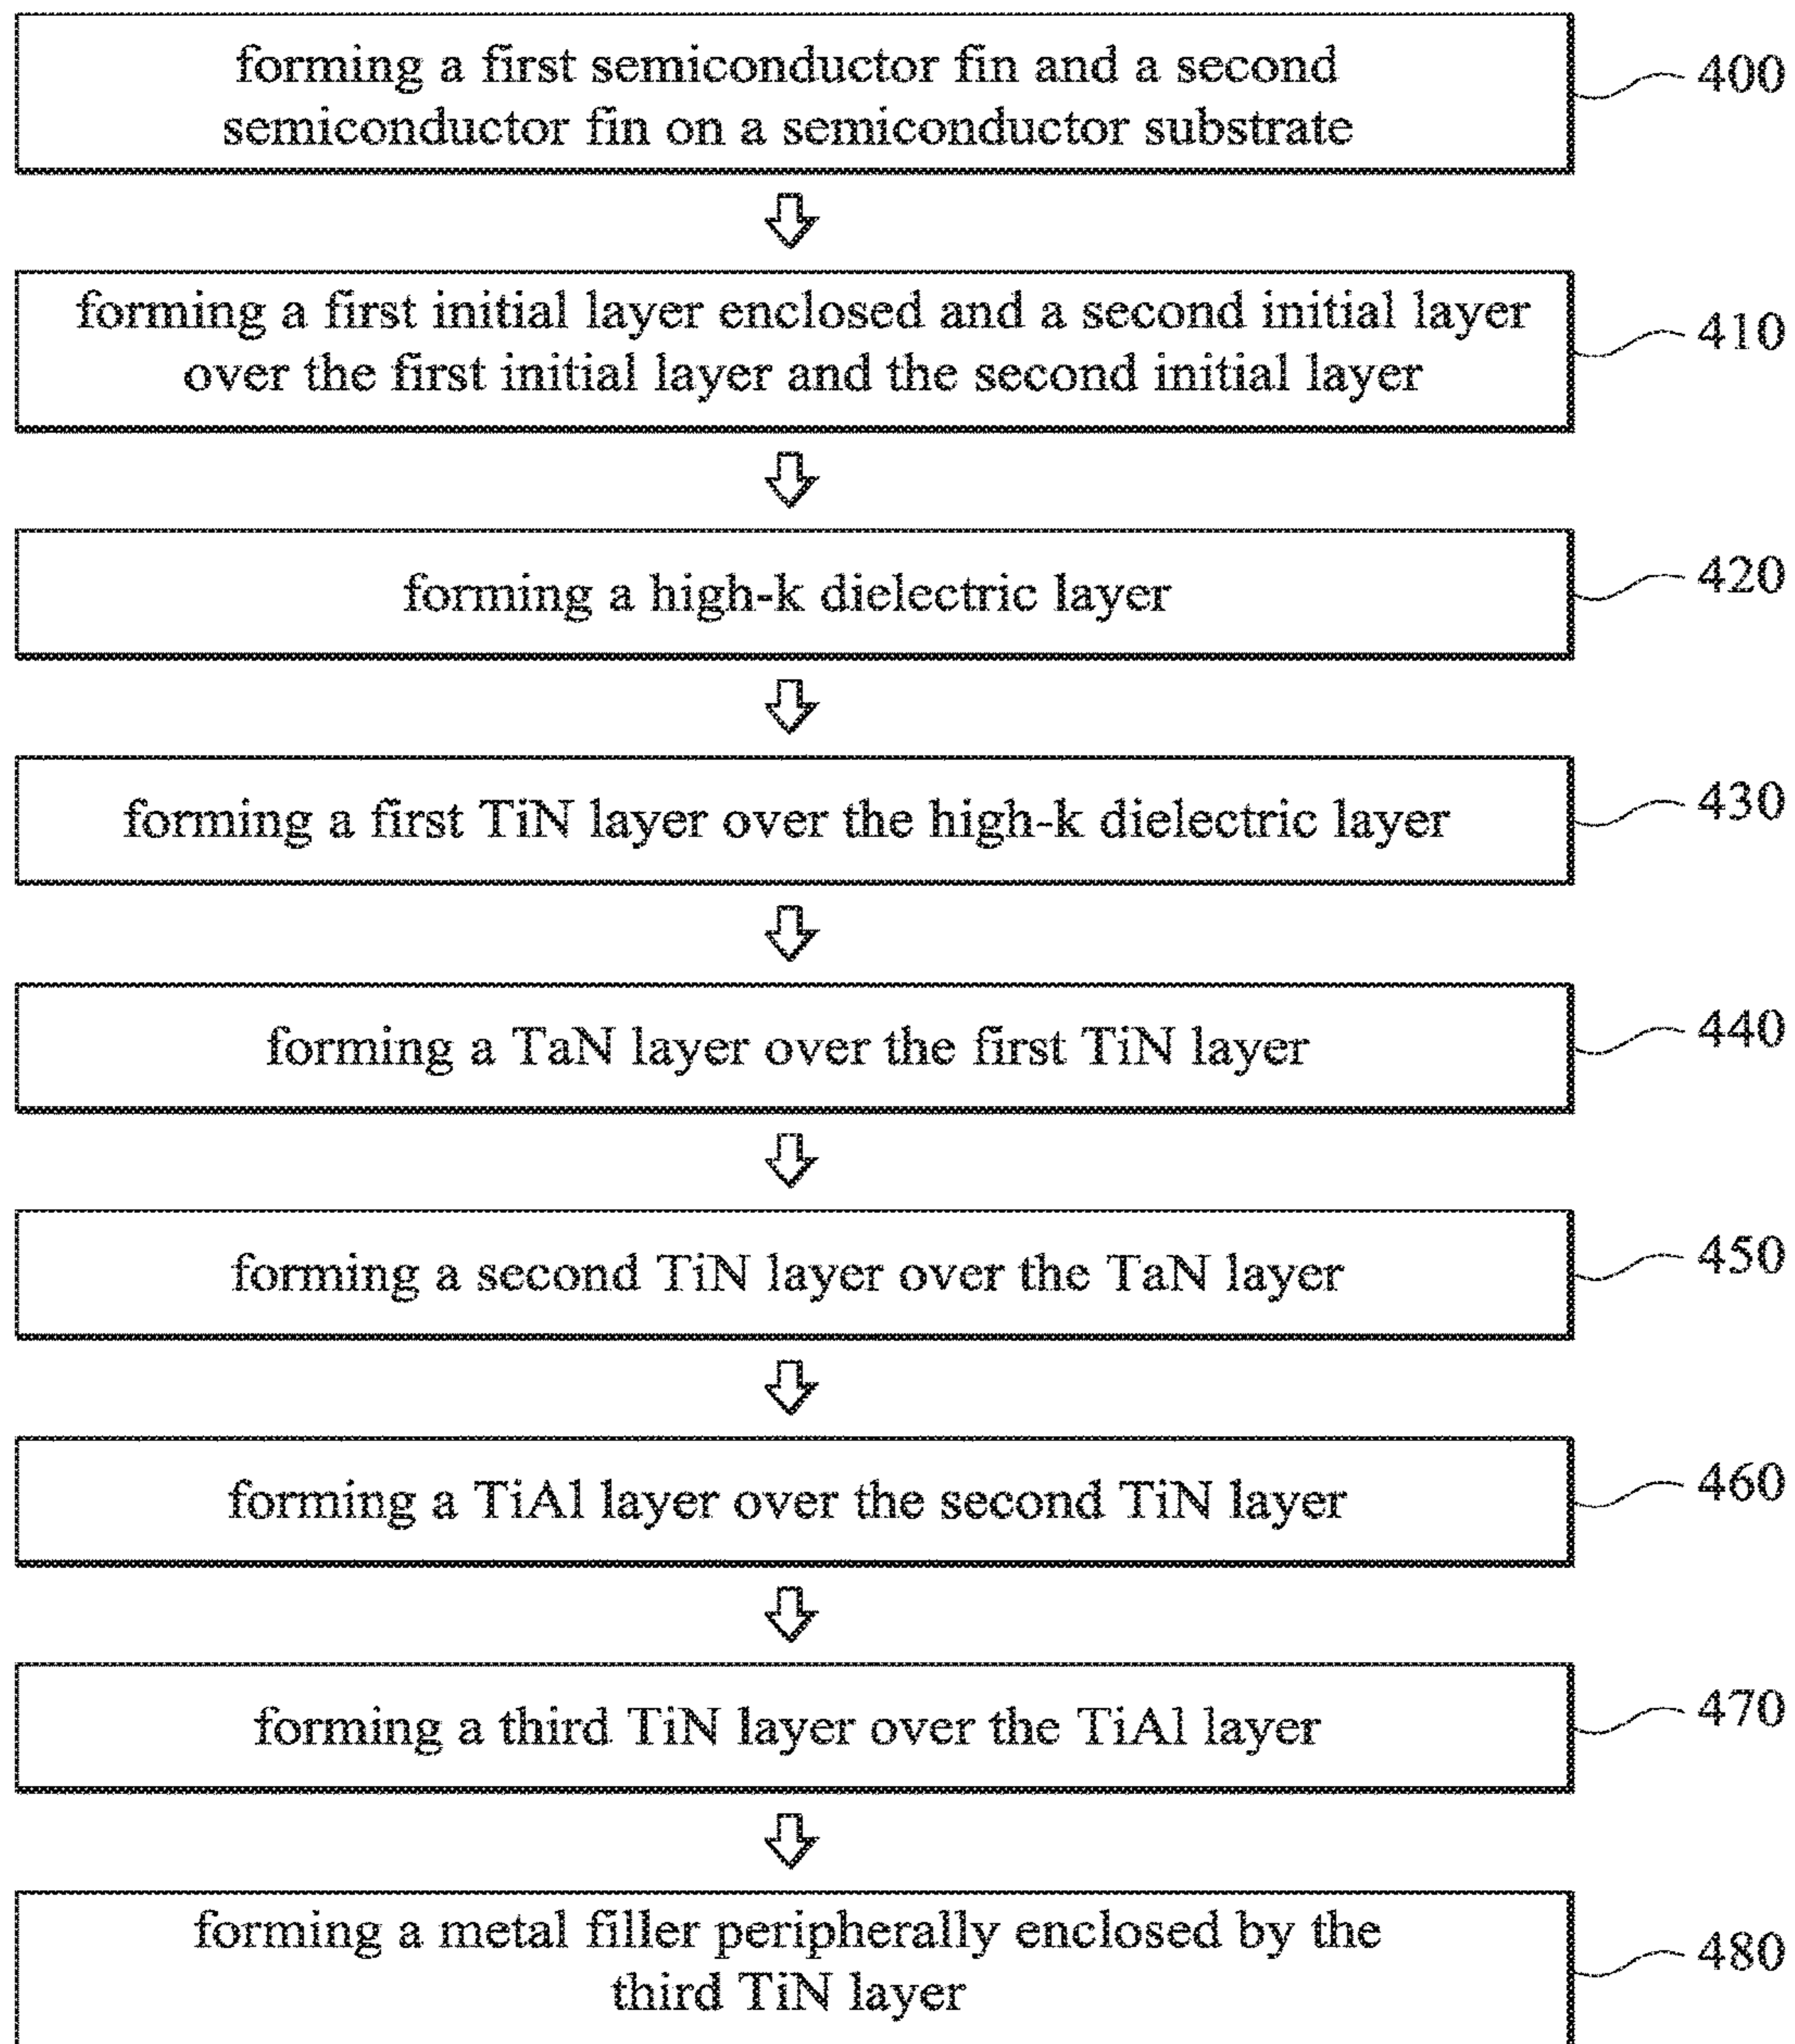 forming a first semiconductor fin and a second
semiconductor fin on a semiconductor substrate
400
forming a first initial layer enclosed and a second initial layer
over the first initial layer and the second initial layer
410
forming a high-k dielectric layer
420
forming a first TiN layer over the high-k dielectric layer
430
forming a TaN layer over the first TiN layer
440
forming a second TiN layer over the TaN layer
450
forming a TiAl layer over the second TiN layer
460
forming a third TiN layer over the TiAl layer
470
forming a metal filler peripherally enclosed by the
third TiN layer
480